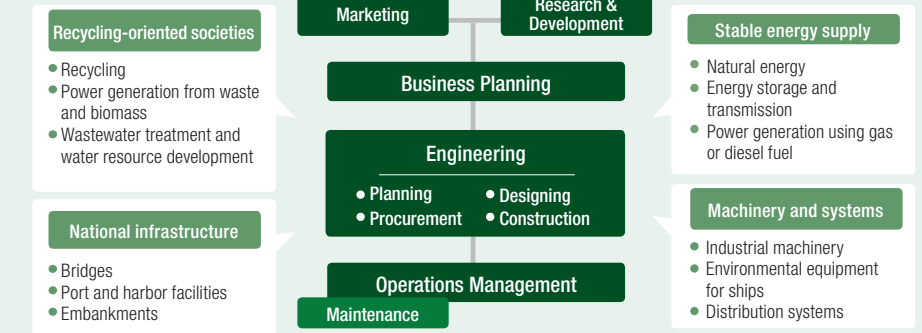 Marketing
Research &
Development
Recycling-oriented societies
Recycling
Power generation from waste
and biomass
Wastewater treatment and
water resource development
National infrastructure
Bridges
Port and harbor facilities
Embankments
Business Planning
Engineering
Planning
Designing
Procurement
Construction
Operations Management
Maintenance
Stable energy supply
Natural energy
Energy storage and
transmission
Power generation using gas
or diesel fuel
Machinery and systems
Industrial machinery
Environmental equipment
for ships
Distribution systems